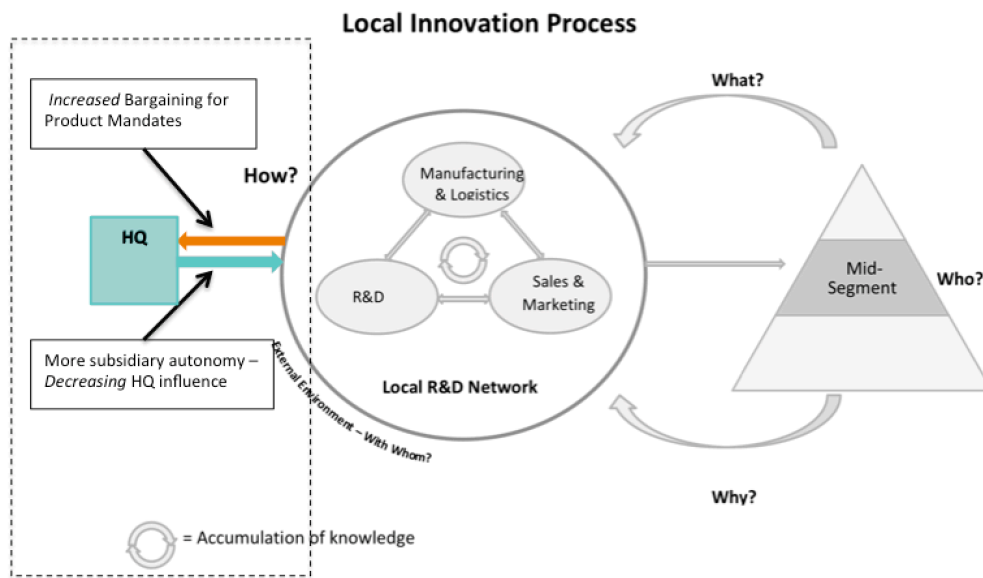 Local Innovation Process
Increased Bargaining for
Product Mandates
How?
HQ
More subsidiary autonomy –
Decreasing HQ influence
Manufacturing
& Logistics
R&D
Sales &
Marketing
Local R&D Network
External Environment – With Whom?
What?
Mid-
Segment
Who?
Why?
= Accumulation of knowledge